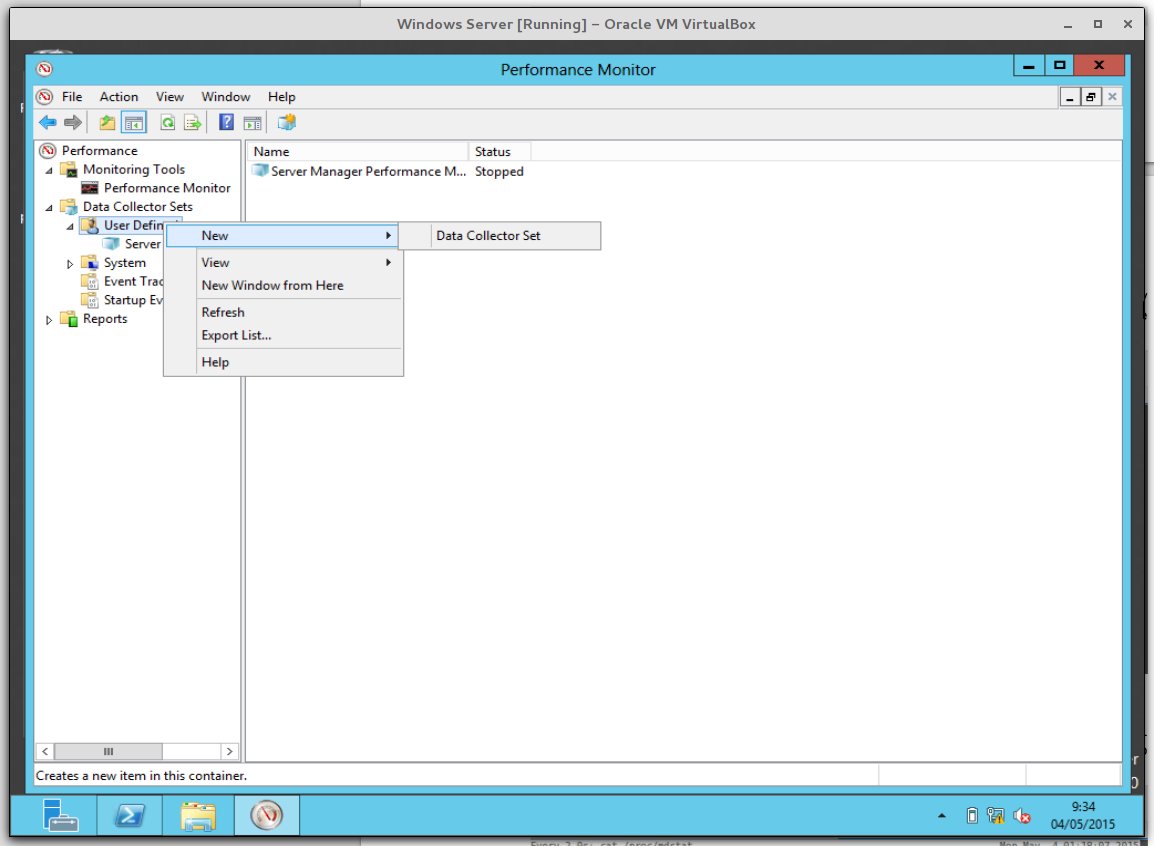 Windows Server [Running] – Oracle VM VirtualBox
Performance Monitor
File Action View Window Help
Performance
Monitoring Tools
Performance Monitor
Data Collector Sets
User Defin
Server
System
Event Trac
Startup Ev
Reports
Name Status
Server Manager Performance M... Stopped
New
View
New Window from Here
Refresh
Export List...
Help
Data Collector Set
Creates a new item in this container.
9:34
04/05/2015